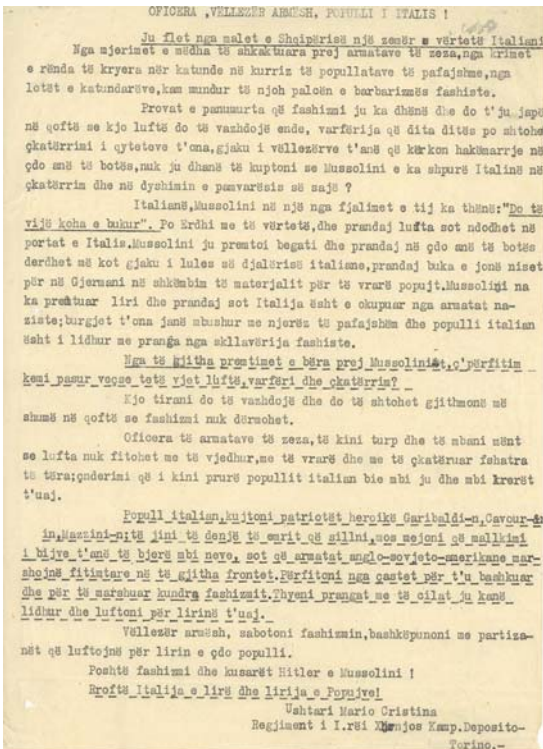 OFICERA ,VËLLEZËR ARMËSH, POPULLI I ITALIS !
Ju flet nga malet e Shqipërisë një zemër e vërtetë Italiani
Nga mjerimet e mëdha të shkaktuara prej armatave të zeza,nga krimet
e rënda të kryera nër katunde në kurriz të popullatave të pafajshme,nga
lotët e katundarëve,kam mundur të njoh palcën e barbarizmës fashiste.
Provat e panumurta që fashizmi ju ka dhënë dhe do t'ju japë
në qoftë se kjo luftë do të vazhdojë ende, varfërija që dita ditës po shtohet
çkatërrimi i qyteteve t'ona,gjaku i vëllezërve t'anë që kërkon hakëmarrje në
çdo anë të botës,nuk ju dhanë të kuptoni se Mussolini e ka shpurë Italinë në
çkatërrim dhe në dyshimin e pamvarësis së sajë ?
Italianë,Mussolini në një nga fjalimet e tij ka thënë:"Do të
vijë koha e bukur". Po Erdhi me të vërtetë,dhe prandaj lufta sot ndodhet në
portat e Italis.Mussolini ju premtoi begati dhe prandaj në çdo anë të botës
derdhet më kot gjaku i lules së djalërisë italiane,prandaj buka e jonë niset
për në Gjermani në shkëmbim të materjalit për të vrarë popujt.Mussolini na
ka premtuar liri dhe prandaj sot Italija ësht e okupuar nga armatat na-
ziste;burgjet t'ona janë mbushur me njerëz të pafajshëm dhe populli italian
ësht i lidhur me pranga nga skllavërija fashiste.
Nga të gjitha premtimet e bëra prej Mussolinit,ç'përfitim
kemi pasur veçse tetë vjet luftë,varfëri dhe çkatërrim?
Kjo tirani do të vazhdojë dhe do të shtohet gjithmonë më
shumë në qoftë se fashizmi nuk dërmohet.
Oficera të armatave të zeza,të kini turp dhe të mbani mënt
se lufta nuk fitohet me të vjedhur,me të vrarë dhe me të çkatëruar fshatra
të tëra;çnderimi që i kini prurë popullit italian bie mbi ju dhe mbi krerët
t'uaj.
Popull italian,kujtoni patriotët heroikë Garibaldi-n,Cavour-
in,Mazzini-n;të jini të denjë të emrit që sillni,mos mejoni që mallkimi
i bijve t'anë të bjerë mbi neve, sot që armatat anglo-sovjeto-amerikane mar-
shojnë fitimtare në të gjitha frontet.Përfitoni nga çastet për t'u bashkuar
dhe për të marshuar kundra fashizmit.Thyeni prangat me të cilat ju kanë
lidhur dhe luftoni për lirinë t'uaj.
Vëllezër armësh, sabotoni fashizmin,bashkëpunoni me partiza-
nët që luftojnë për lirin e çdo populli.
Poshtë fashizmi dhe kusarët Hitler e Mussolini !
Rroftë Italija e lirë dhe lirija e Popujve!
Ushtari Mario Cristina
Regjiment i I.rëi Kamp.Deposito-
Torino.-